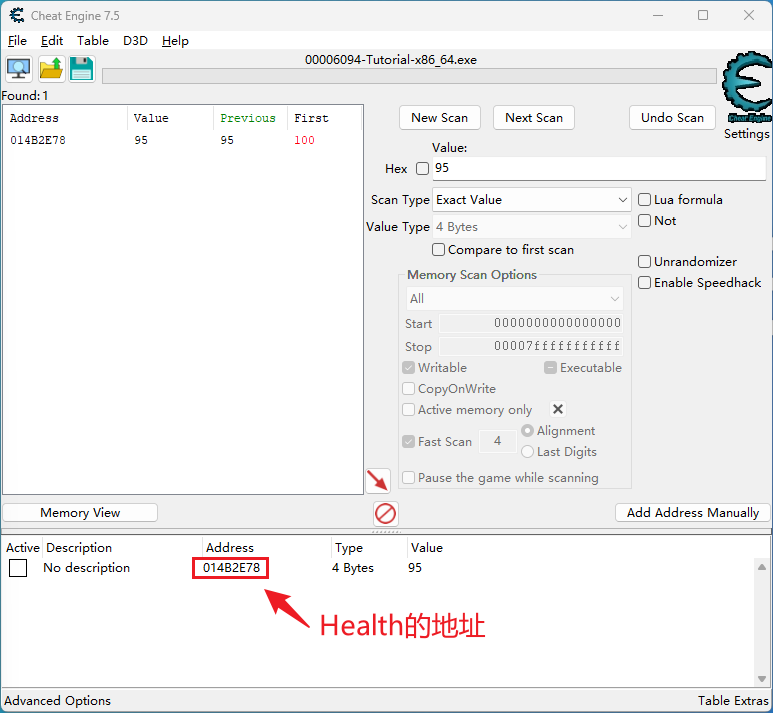 Cheat Engine 7.5
File Edit Table D3D Help
00006094-Tutorial-x86_64.exe
Found: 1
Address Value Previous First
014B2E78 95 95 100
New Scan Next Scan Undo Scan
Cheat Engine
Settings
Value:
Hex 95
Scan Type Exact Value
Lua formula
Value Type 4 Bytes
Not
Compare to first scan
Unrandomizer
Memory Scan Options
Enable Speedhack
All
Start 0000000000000000
Stop 00007fffffffffff
Writable Executable
CopyOnWrite
Active memory only
Fast Scan 4 Alignment
Last Digits
Pause the game while scanning
Memory View
Add Address Manually
Active Description Address Type Value
No description 014B2E78 4 Bytes 95
Health的地址
Advanced Options Table Extras